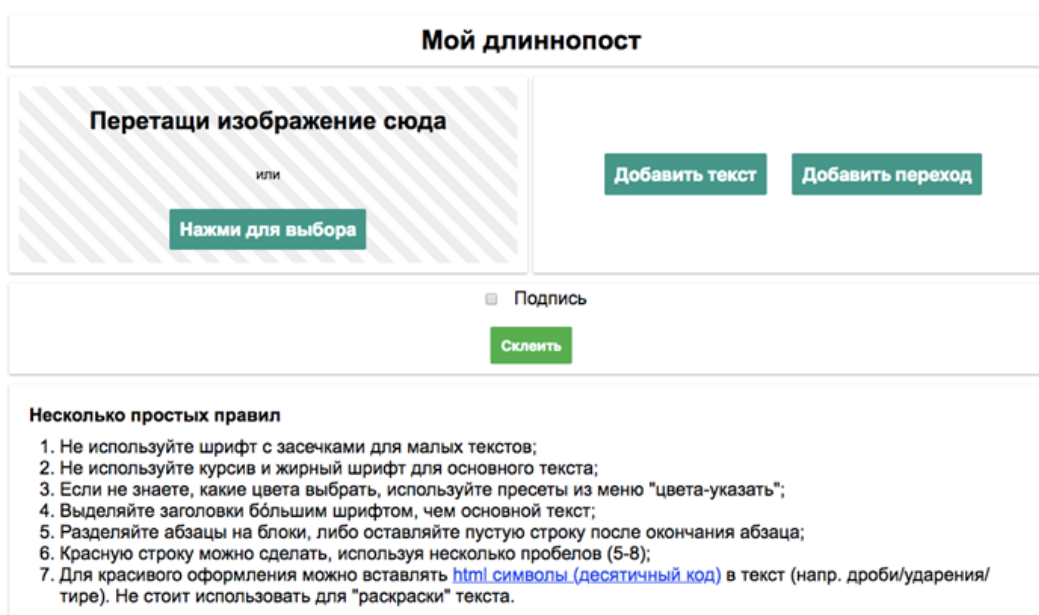 Мой длиннопост
Перетащи изображение сюда
или
Нажми для выбора
Добавить текст
Добавить переход
Подпись
Склеить
Несколько простых правил
1. Не используйте шрифт с засечками для малых текстов;
2. Не используйте курсив и жирный шрифт для основного текста;
3. Если не знаете, какие цвета выбрать, используйте пресеты из меню "цвета-указать";
4. Выделяйте заголовки бо́льшим шрифтом, чем основной текст;
5. Разделяйте абзацы на блоки, либо оставляйте пустую строку после окончания абзаца;
6. Красную строку можно сделать, используя несколько пробелов (5-8);
7. Для красивого оформления можно вставлять html символы (десятичный код) в текст (напр. дроби/ударения/
тире). Не стоит использовать для "раскраски" текста.